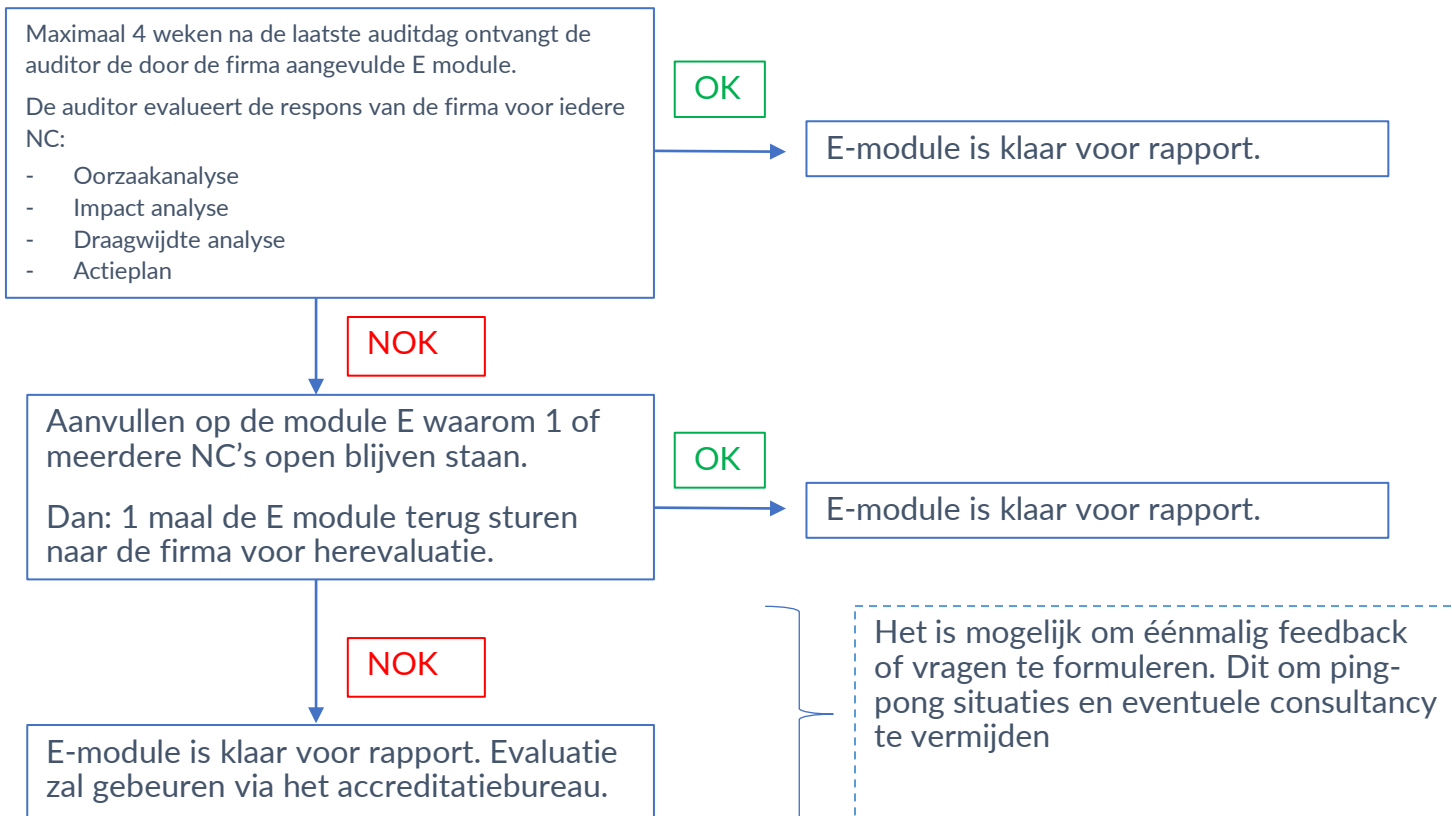 Maximaal 4 weken na de laatste auditdag ontvangt de
auditor de door de firma aangevulde E module.
De auditor evalueert de respons van de firma voor iedere
NC:
- Oorzaakanalyse
- Impact analyse
- Draagwijdte analyse
- Actieplan
OK
E-module is klaar voor rapport.
NOK
Aanvullen op de module E waarom 1 of
meerdere NC’s open blijven staan.
Dan: 1 maal de E module terug sturen
naar de firma voor herevaluatie.
OK
E-module is klaar voor rapport.
NOK
Het is mogelijk om éénmalig feedback
of vragen te formuleren. Dit om ping-
pong situaties en eventuele consultancy
te vermijden
E-module is klaar voor rapport. Evaluatie
zal gebeuren via het accreditatiebureau.